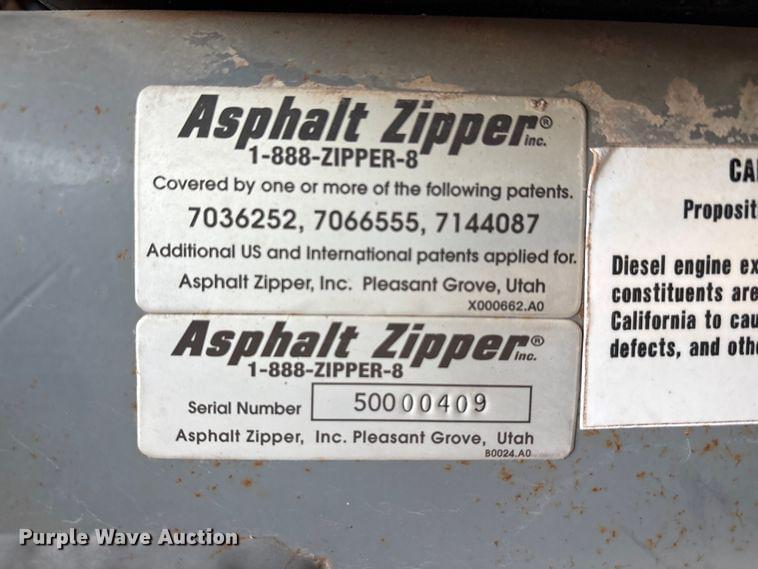 Asphalt Zipper® inc.
1-888-ZIPPER-8
Covered by one or more of the following patents.
7036252, 7066555, 7144087
Additional US and International patents applied for.
Asphalt Zipper, Inc. Pleasant Grove, Utah
X000662.A0
Asphalt Zipper® inc.
1-888-ZIPPER-8
Serial Number 50000409
Asphalt Zipper, Inc. Pleasant Grove, Utah
B0024.A0
CA
Proposit
Diesel engine ex
constituents are
California to cau
defects, and othe
Purple Wave Auction